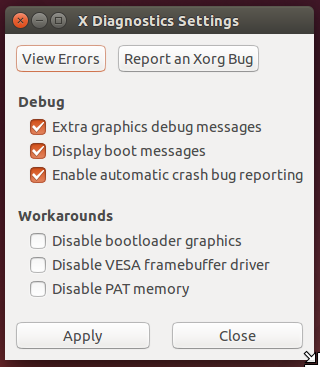 X Diagnostics Settings
View Errors Report an Xorg Bug
Debug
Extra graphics debug messages
Display boot messages
Enable automatic crash bug reporting
Workarounds
Disable bootloader graphics
Disable VESA framebuffer driver
Disable PAT memory
Apply Close